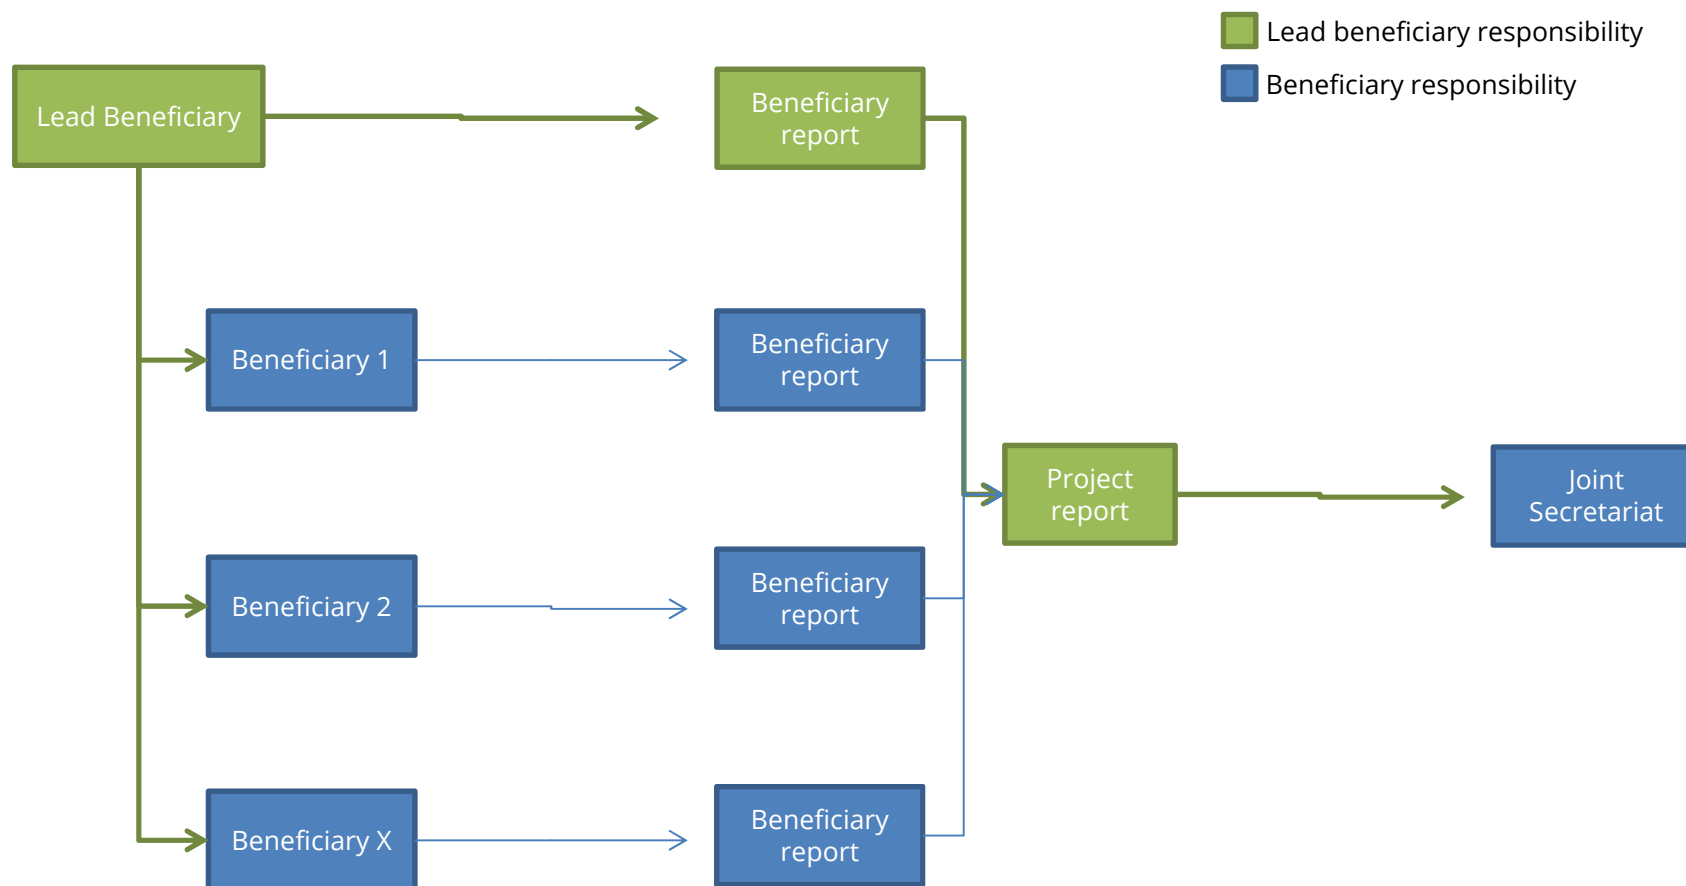 Lead beneficiary responsibility
Beneficiary responsibility
Lead Beneficiary
Beneficiary
report
Beneficiary 1
Beneficiary
report
Project
report
Joint
Secretariat
Beneficiary 2
Beneficiary
report
Beneficiary X
Beneficiary
report